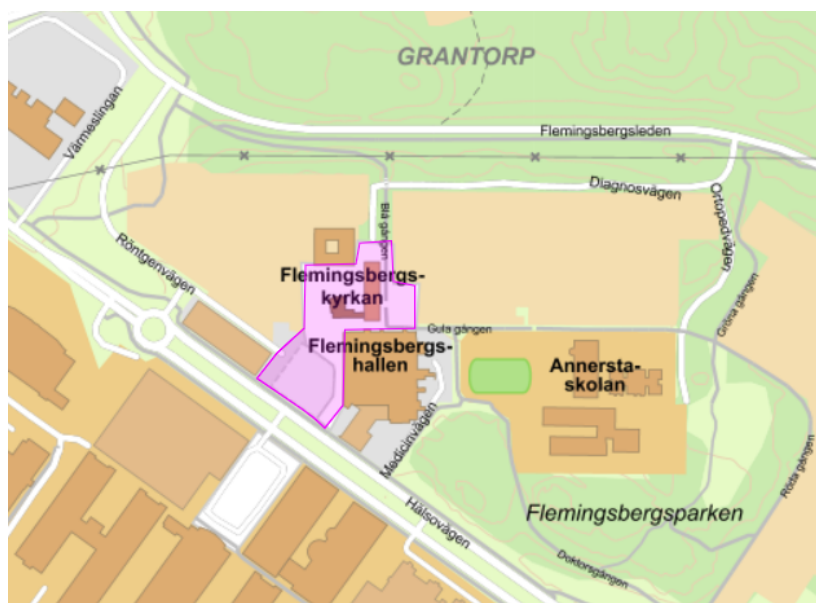 GRANTORP
Värmeslingan
Flemingsbergsleden
Diagnosvägen
Ortopedvägen
Blå gången
Röntgenvägen
Flemingsbergs-
kyrkan
Gröna gången
Gula gången
Flemingsbergs-
hallen
Annersta-
skolan
Medicinvägen
Röda gången
Hälsovägen
Flemingsbergsparken
Doktorsgången